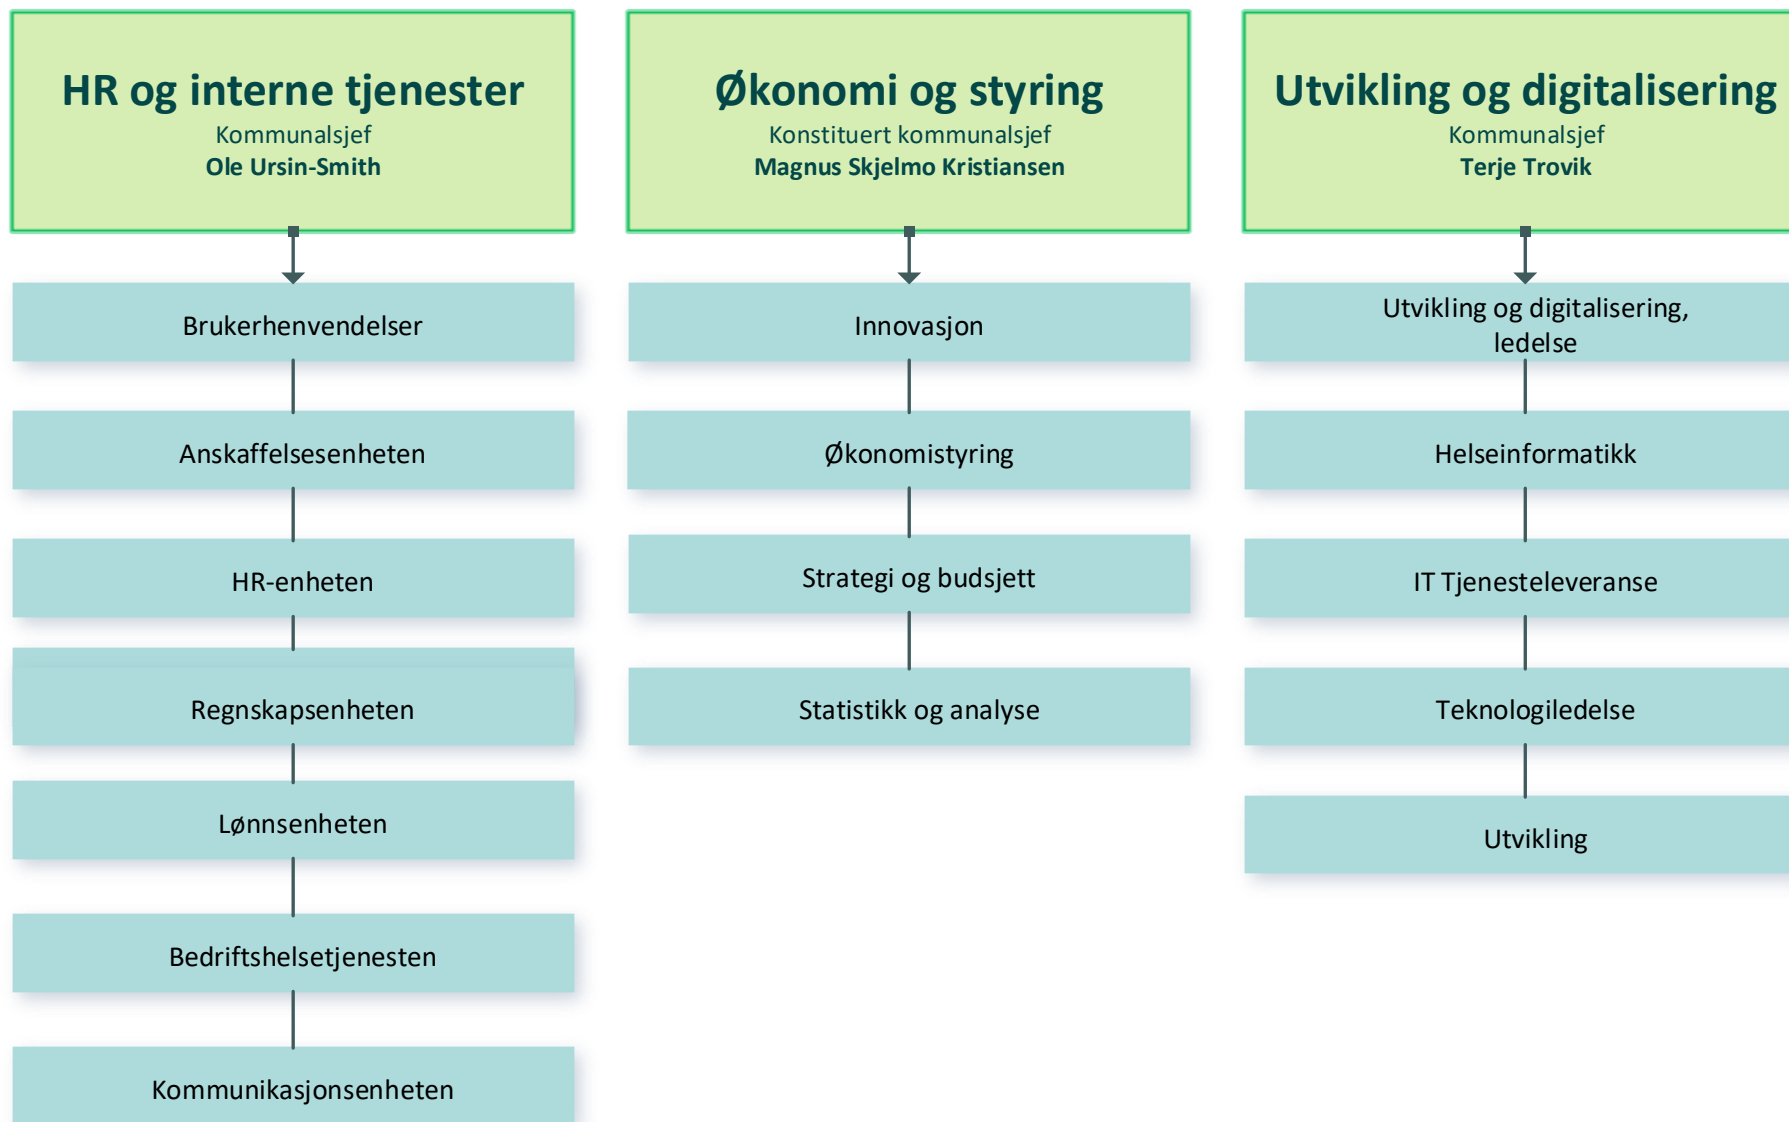 HR og interne tjenester
Kommunalsjef
Ole Ursin-Smith
Brukerhenvendelser
Anskaffelsesenheten
HR-enheten
Regnskapsenheten
Lønnsenheten
Bedriftshelsetjenesten
Kommunikasjonsenheten
Økonomi og styring
Konstituert kommunalsjef
Magnus Skjelmo Kristiansen
Innovasjon
Økonomistyring
Strategi og budsjett
Statistikk og analyse
Utvikling og digitalisering
Kommunalsjef
Terje Trovik
Utvikling og digitalisering,
ledelse
Helseinformatikk
IT Tjenesteleveranse
Teknologiledelse
Utvikling